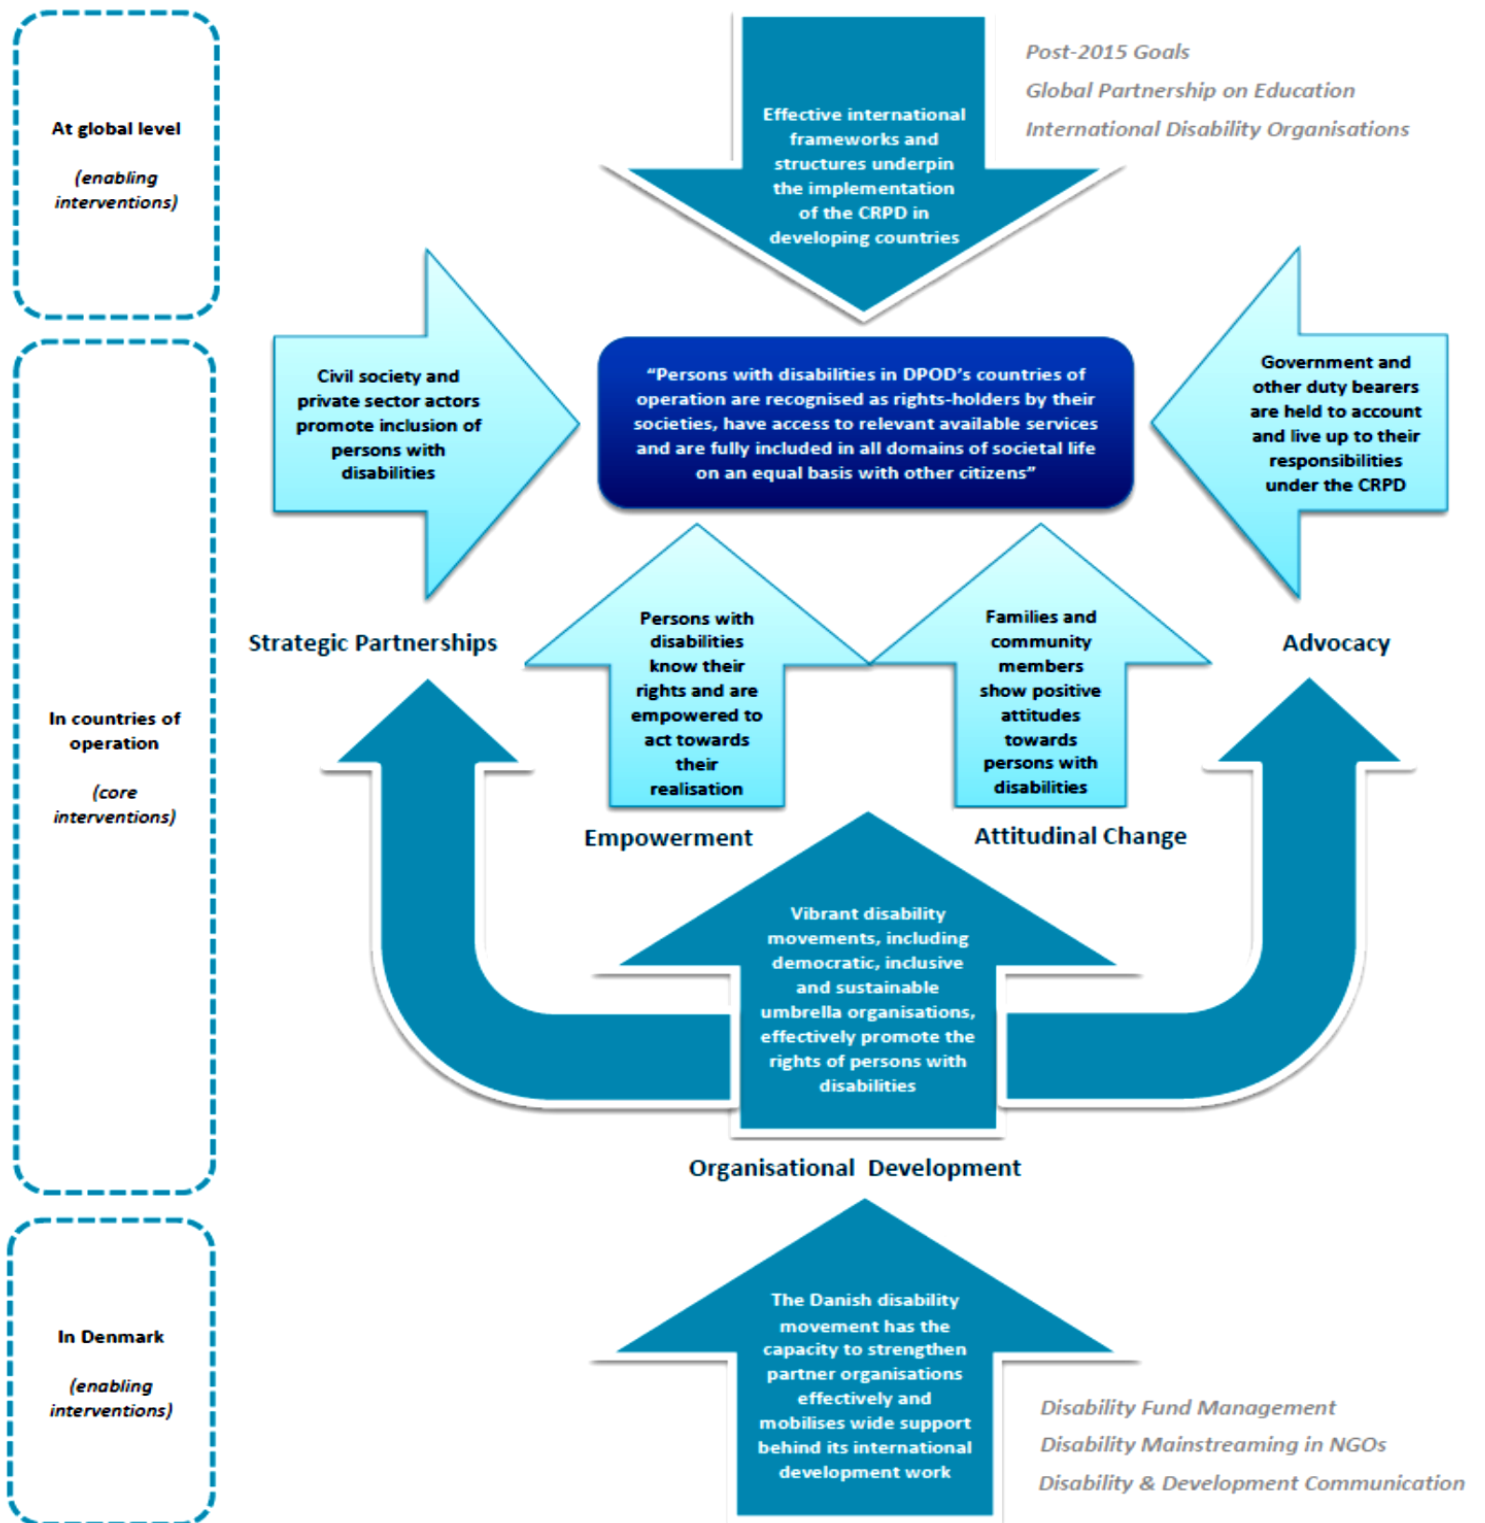 At global level
(enabling
interventions)
Effective international
frameworks and
structures underpin
the implementation
of the CRPD in
developing countries
Post-2015 Goals
Global Partnership on Education
International Disability Organisations
Civil society and
private sector actors
promote inclusion of
persons with
disabilities
Strategic Partnerships
“Persons with disabilities in DPOD’s countries of
operation are recognised as rights-holders by their
societies, have access to relevant available services
and are fully included in all domains of societal life
on an equal basis with other citizens”
Government and
other duty bearers
are held to account
and live up to their
responsibilities
under the CRPD
Advocacy
In countries of
operation
(core
interventions)
Persons with
disabilities
know their
rights and are
empowered to
act towards
their
realisation
Empowerment
Families and
community
members
show positive
attitudes
towards
persons with
disabilities
Attitudinal Change
Vibrant disability
movements, including
democratic, inclusive
and sustainable
umbrella organisations,
effectively promote the
rights of persons with
disabilities
Organisational Development
In Denmark
(enabling
interventions)
The Danish disability
movement has the
capacity to strengthen
partner organisations
effectively and
mobilises wide support
behind its international
development work
Disability Fund Management
Disability Mainstreaming in NGOs
Disability & Development Communication